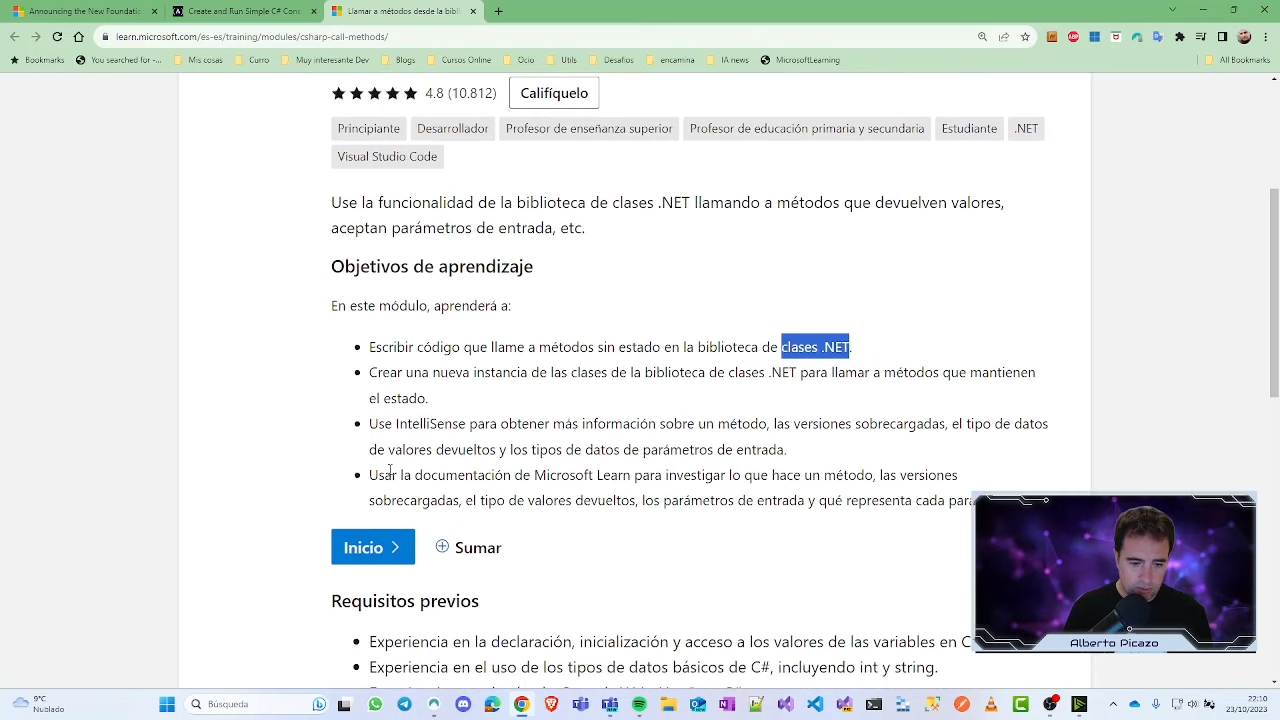 Announcing the New Foundatic
Create and Run Simple C# Con
Llamar a métodos desde la bibl
learn.microsoft.com/es-es/training/modules/csharp-call-methods/
Bookmarks
You searched for -...
Mis cosas
Curro
Muy interesante Dev
Blogs
Cursos Online
Ocio
Utils
Desafios
encamina
IA news
MicrosoftLearning
All Bookmarks
4.8 (10.812)
Califíquelo
Principiante
Desarrollador
Profesor de enseñanza superior
Profesor de educación primaria y secundaria
Estudiante
.NET
Visual Studio Code
Use la funcionalidad de la biblioteca de clases .NET llamando a métodos que devuelven valores,
aceptan parámetros de entrada, etc.
Objetivos de aprendizaje
En este módulo, aprenderá a:
Escribir código que llame a métodos sin estado en la biblioteca de clases .NET.
Crear una nueva instancia de las clases de la biblioteca de clases .NET para llamar a métodos que mantienen
el estado.
Use IntelliSense para obtener más información sobre un método, las versiones sobrecargadas, el tipo de datos
de valores devueltos y los tipos de datos de parámetros de entrada.
Usar la documentación de Microsoft Learn para investigar lo que hace un método, las versiones
sobrecargadas, el tipo de valores devueltos, los parámetros de entrada y qué representa cada par
Inicio
Sumar
Requisitos previos
Experiencia en la declaración, inicialización y acceso a los valores de las variables en C
Experiencia en el uso de los tipos de datos básicos de C#, incluyendo int y string.
Alberto Picazo
9°C
Nublado
Búsqueda
22:10
23/10/2023